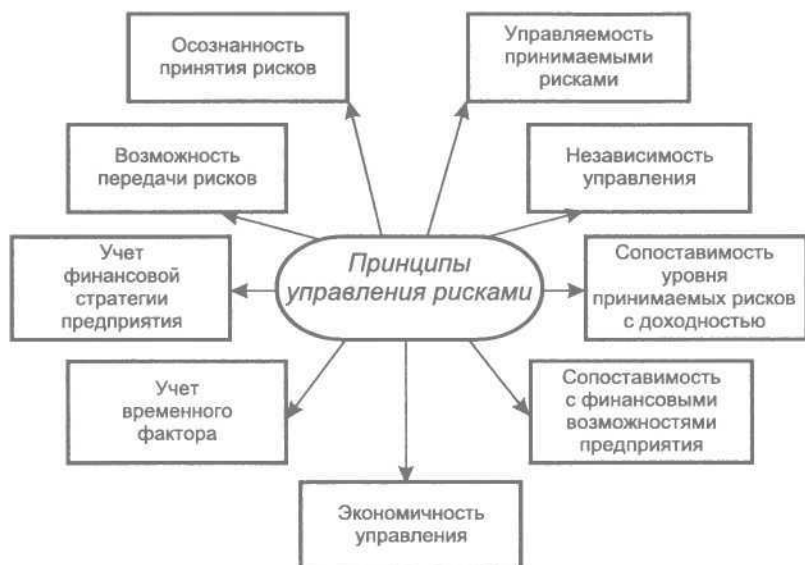 Осознанность
принятия рисков
Управляемость
принимаемыми
рисками
Возможность
передачи рисков
Независимость
управления
Принципы
управления рисками
Учет
финансовой
стратегии
предприятия
Сопоставимость
уровня
принимаемых рисков
с доходностью
Учет
временного
фактора
Сопоставимость
с финансовыми
возможностями
предприятия
Экономичность
управления